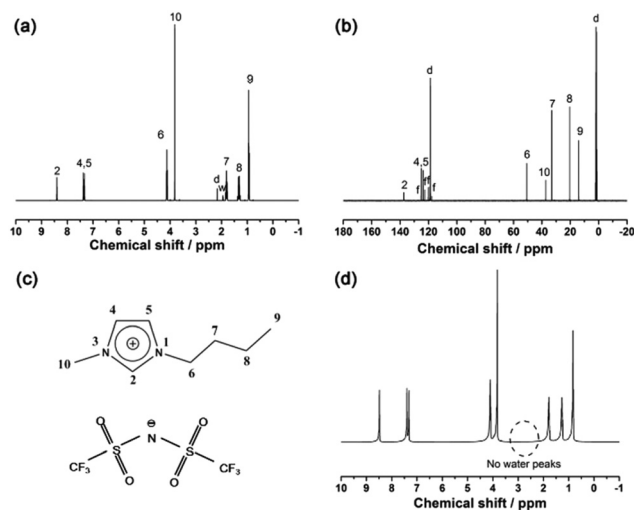 (a)
10
9
6
2
4,5
7
8
d
w
10 9 8 7 6 5 4 3 2 1
Chemical shift / ppm
(b)
d
d
7
8
9
6
4,5
10
2
f
f
f
f
180 160 140 120 100 80 60 40 20 0 -20
Chemical shift / ppm
(c)
4 5 9
3 N N 1 7
10 ⊕ 8
2 6
⊖
O N O
S S
CF3 O O CF3
(d)
No water peaks
10 9 8 7 6 5 4 3 2 1 0
Chemical shift / ppm